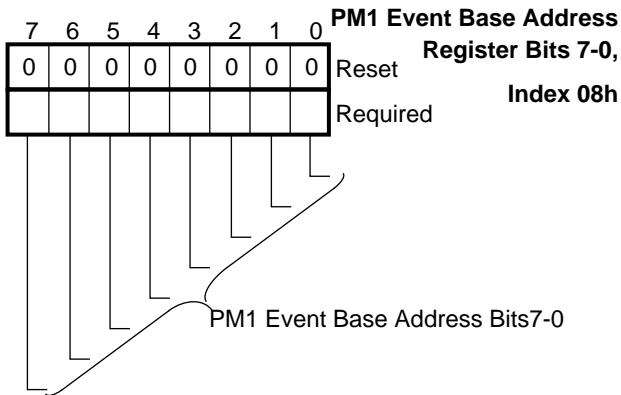 PM1 Event Base Address
Register Bits 7-0,
Index 08h
7 6 5 4 3 2 1 0
0 0 0 0 0 0 0 0 Reset
Required
PM1 Event Base Address Bits7-0